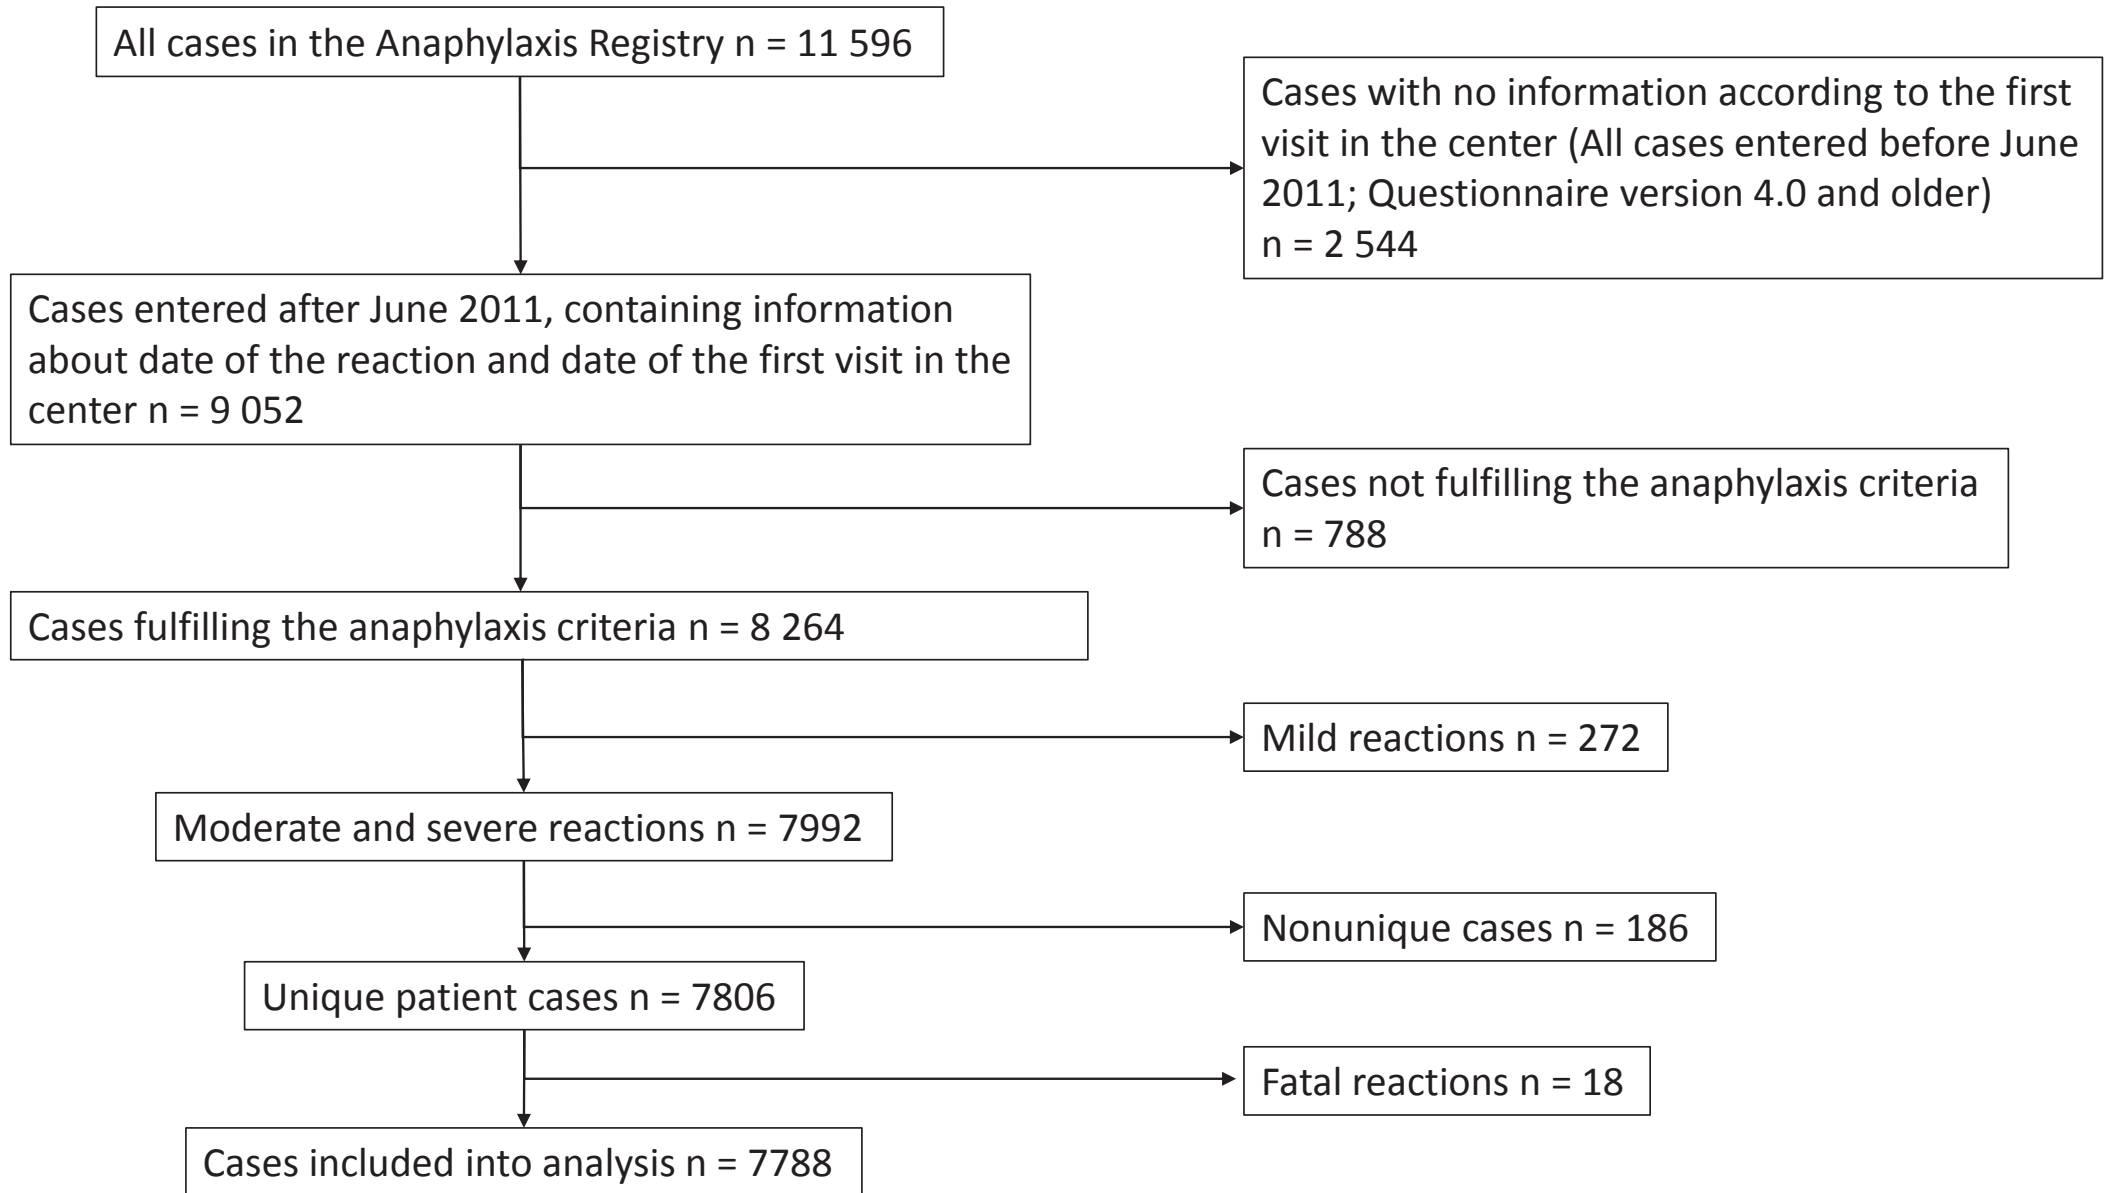 All cases in the Anaphylaxis Registry n = 11 596
Cases with no information according to the first
visit in the center (All cases entered before June
2011; Questionnaire version 4.0 and older)
n = 2 544
Cases entered after June 2011, containing information
about date of the reaction and date of the first visit in the
center n = 9 052
Cases not fulfilling the anaphylaxis criteria
n = 788
Cases fulfilling the anaphylaxis criteria n = 8 264
Mild reactions n = 272
Moderate and severe reactions n = 7992
Nonunique cases n = 186
Unique patient cases n = 7806
Fatal reactions n = 18
Cases included into analysis n = 7788